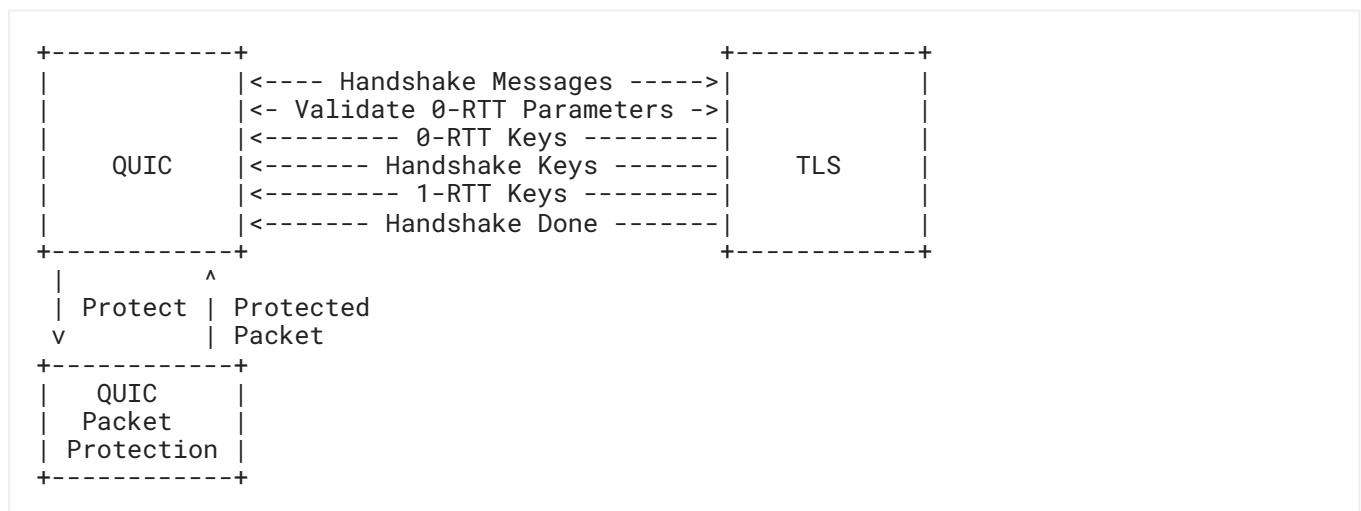 +------------+                                +------------+
|            |<---- Handshake Messages ----->|            |
|            |<- Validate 0-RTT Parameters ->|            |
|            |<--------- 0-RTT Keys ---------|            |
|    QUIC    |<------- Handshake Keys -------|    TLS     |
|            |<--------- 1-RTT Keys ---------|            |
|            |<------- Handshake Done -------|            |
+------------+                                +------------+
 |         ^
 | Protect | Protected
 v         | Packet
+------------+
|   QUIC     |
|  Packet    |
| Protection |
+------------+